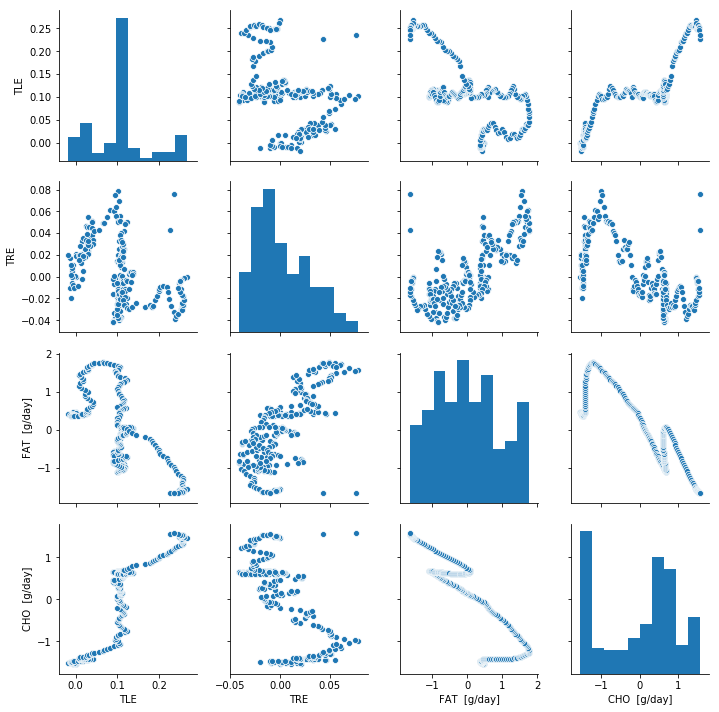 0.25
0.20
0.15
0.10
0.05
0.00
TLE
0.08
0.06
0.04
0.02
0.00
−0.02
−0.04
TRE
2
1
0
−1
FAT [g/day]
1
0
−1
CHO [g/day]
0.0 0.1 0.2
TLE
−0.05 0.00 0.05
TRE
−1 0 1 2
FAT [g/day]
−1 0 1
CHO [g/day]